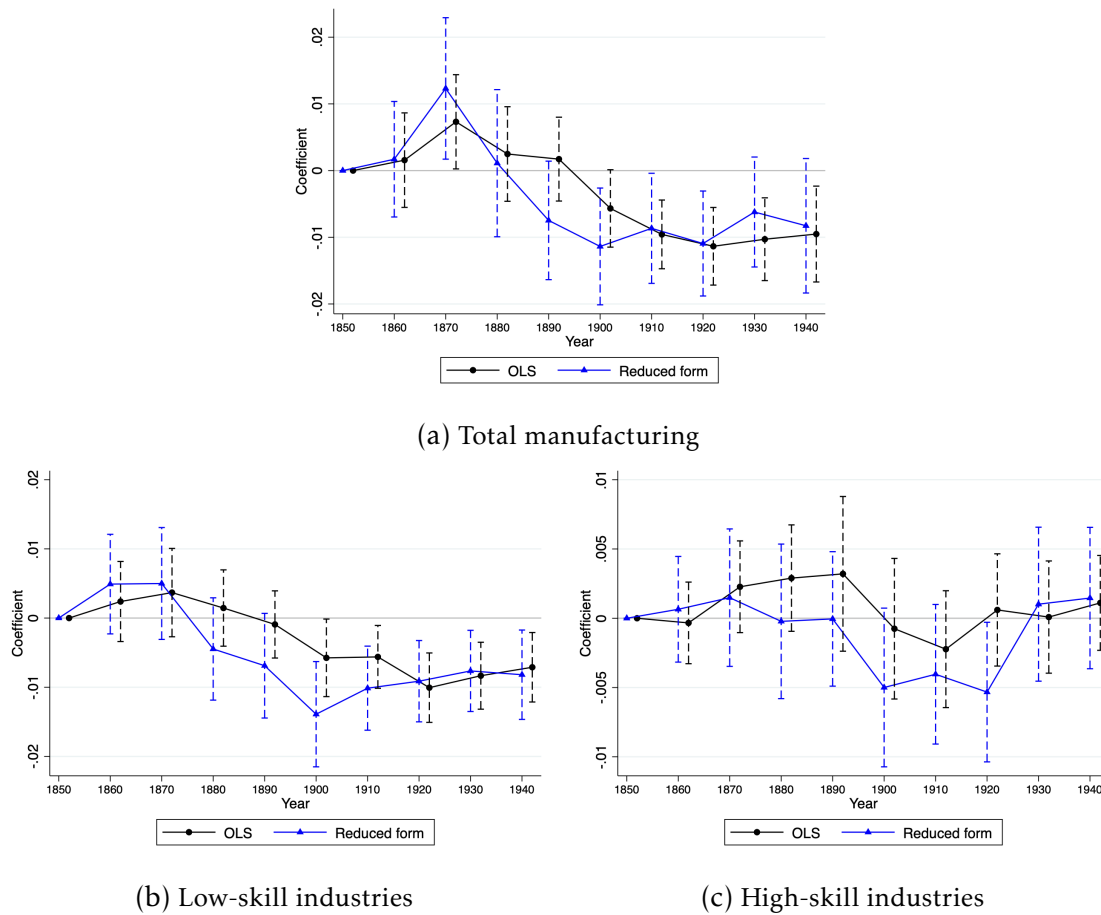 .02
.01
0
-.01
-.02
Coefficient
1850 1860 1870 1880 1890 1900 1910 1920 1930 1940
Year
OLS Reduced form
(a) Total manufacturing
.02
.01
0
-.01
-.02
Coefficient
1850 1860 1870 1880 1890 1900 1910 1920 1930 1940
Year
OLS Reduced form
(b) Low-skill industries
.01
.005
0
-.005
-.01
Coefficient
1850 1860 1870 1880 1890 1900 1910 1920 1930 1940
Year
OLS Reduced form
(c) High-skill industries